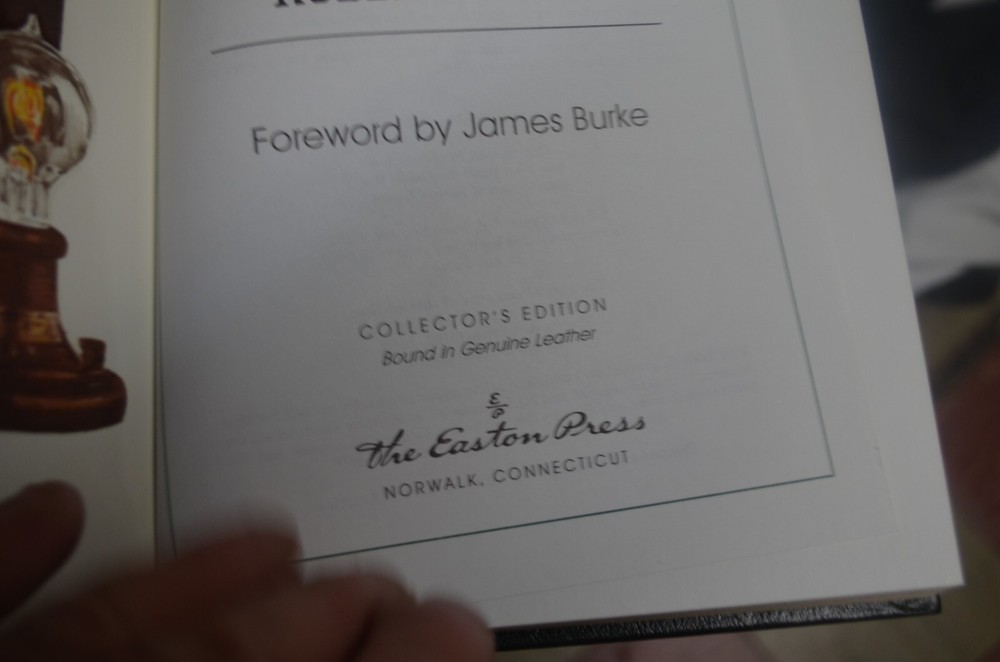 Foreword by James Burke
COLLECTOR'S EDITION
Bound in Genuine Leather
The Easton Press
NORWALK, CONNECTICUT